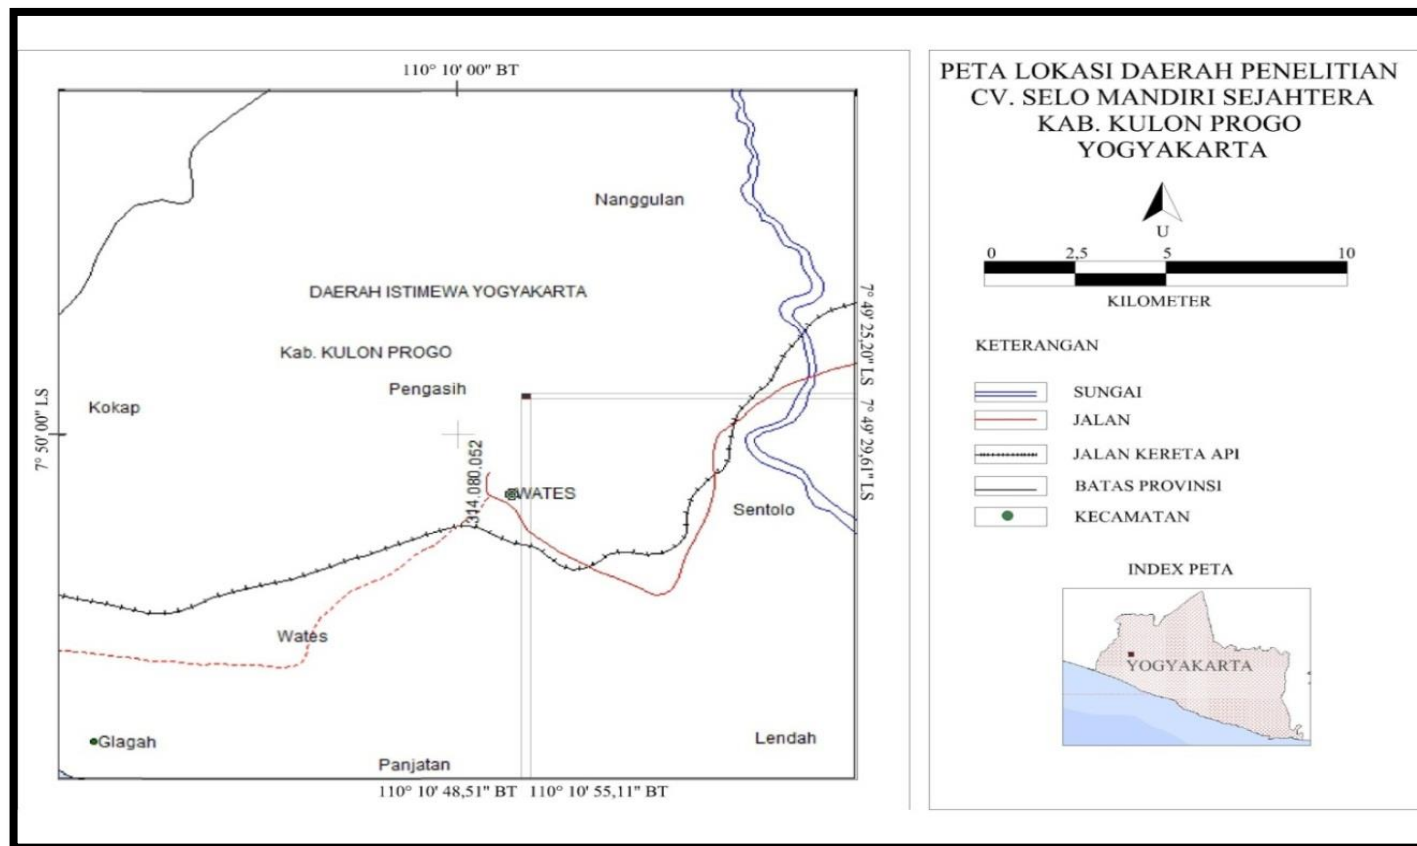 110° 10' 00" BT
Nanggulan
DAERAH ISTIMEWA YOGYAKARTA
7° 49' 25,20" LS
Kab. KULON PROGO
Pengasih
Kokap
7° 50' 00" LS
314.080.052
7° 49' 29,61" LS
WATES
Sentolo
Wates
Glagah
Lendah
Panjatan
110° 10' 48,51" BT 110° 10' 55,11" BT
PETA LOKASI DAERAH PENELITIAN
CV. SELO MANDIRI SEJAHTERA
KAB. KULON PROGO
YOGYAKARTA
U
0 2,5 5 10
KILOMETER
KETERANGAN
SUNGAI
JALAN
JALAN KERETA API
BATAS PROVINSI
KECAMATAN
INDEX PETA
YOGYAKARTA